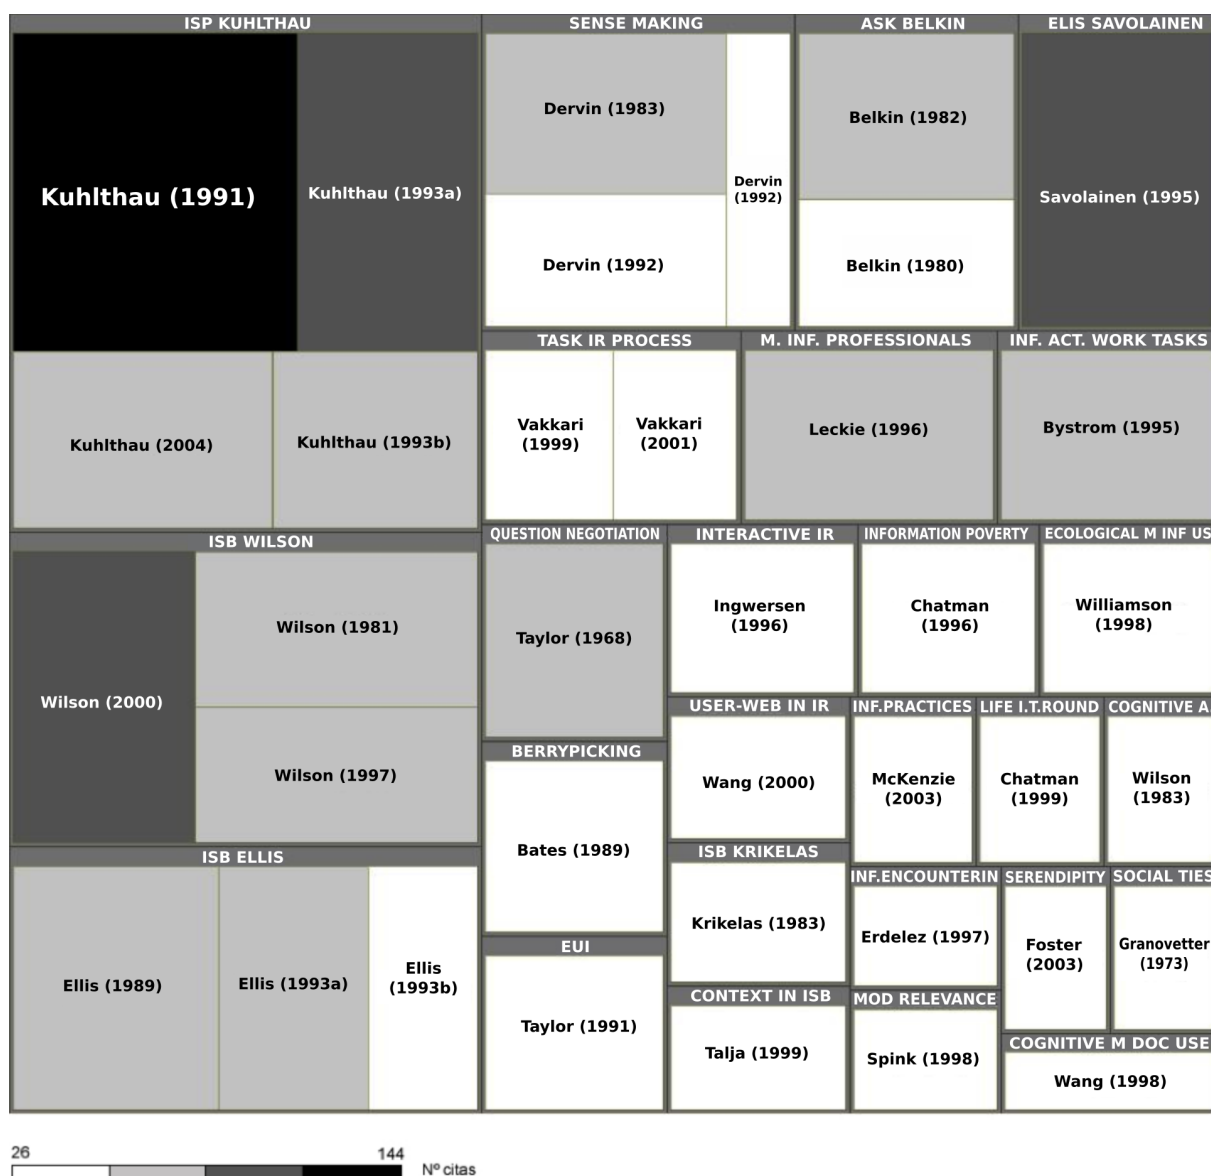 ISP KUHLTHAU
Kuhlthau (1991)
Kuhlthau (1993a)
Kuhlthau (2004)
Kuhlthau (1993b)
SENSE MAKING
Dervin (1983)
Dervin (1992)
Dervin
(1992)
ASK BELKIN
Belkin (1982)
Belkin (1980)
ELIS SAVOLAINEN
Savolainen (1995)
TASK IR PROCESS
Vakkari
(1999)
Vakkari
(2001)
M. INF. PROFESSIONALS
Leckie (1996)
INF. ACT. WORK TASKS
Bystrom (1995)
ISB WILSON
Wilson (2000)
Wilson (1981)
Wilson (1997)
ISB ELLIS
Ellis (1989)
Ellis (1993a)
Ellis
(1993b)
QUESTION NEGOTIATION
Taylor (1968)
BERRYPICKING
Bates (1989)
EUI
Taylor (1991)
INTERACTIVE IR
Ingwersen
(1996)
INFORMATION POVERTY
Chatman
(1996)
ECOLOGICAL M INF US
Williamson
(1998)
USER-WEB IN IR
Wang (2000)
INF.PRACTICES
McKenzie
(2003)
LIFE I.T.ROUND
Chatman
(1999)
COGNITIVE A.
Wilson
(1983)
ISB KRIKELAS
Krikelas (1983)
INF.ENCOUNTERIN
Erdelez (1997)
SERENDIPITY
Foster
(2003)
SOCIAL TIES
Granovetter
(1973)
CONTEXT IN ISB
Talja (1999)
MOD RELEVANCE
Spink (1998)
COGNITIVE M DOC USE
Wang (1998)
26
144
Nº citas